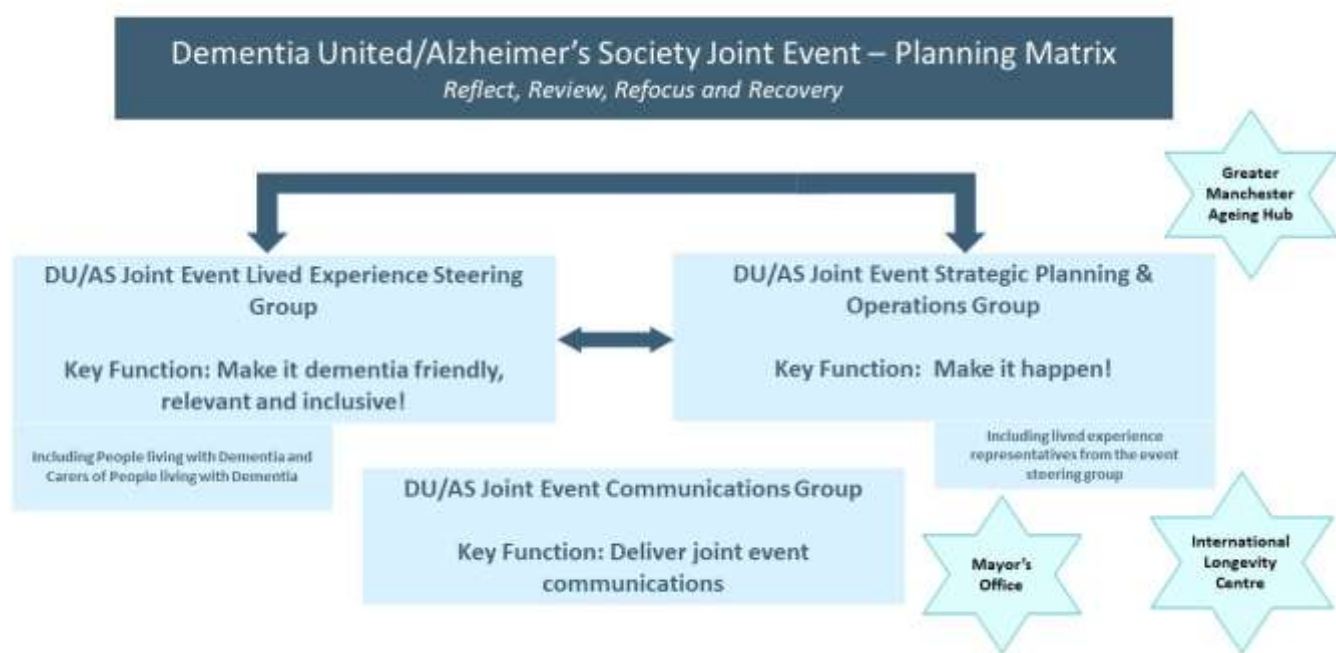 Dementia United/Alzheimer's Society Joint Event – Planning Matrix
Reflect, Review, Refocus and Recovery
Greater
Manchester
Ageing Hub
DU/AS Joint Event Lived Experience Steering
Group
Key Function: Make it dementia friendly,
relevant and inclusive!
Including People living with Dementia and
Carers of People living with Dementia
DU/AS Joint Event Strategic Planning &
Operations Group
Key Function: Make it happen!
Including lived experience
representatives from the event
steering group
DU/AS Joint Event Communications Group
Key Function: Deliver joint event
communications
Mayor's
Office
International
Longevity
Centre